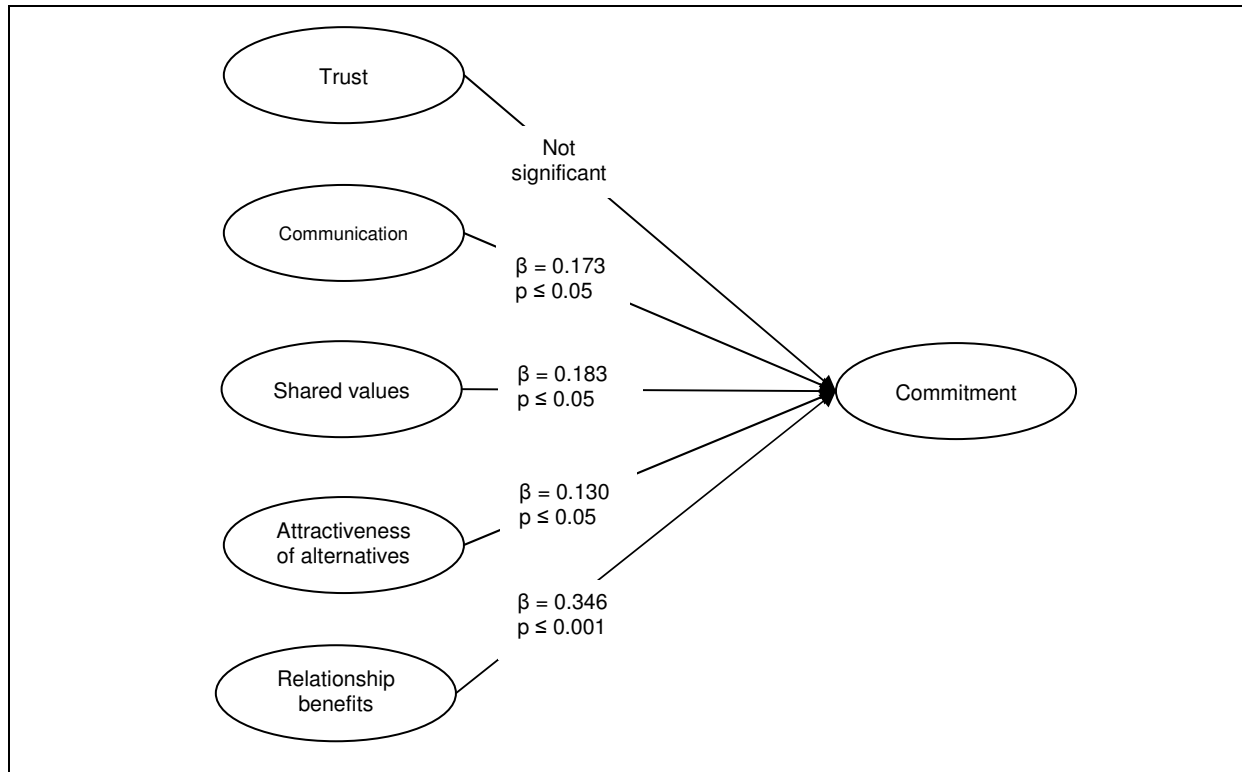 Trust
Not
significant
Communication
β = 0.173
p ≤ 0.05
Shared values
β = 0.183
p ≤ 0.05
Commitment
Attractiveness
of alternatives
β = 0.130
p ≤ 0.05
Relationship
benefits
β = 0.346
p ≤ 0.001